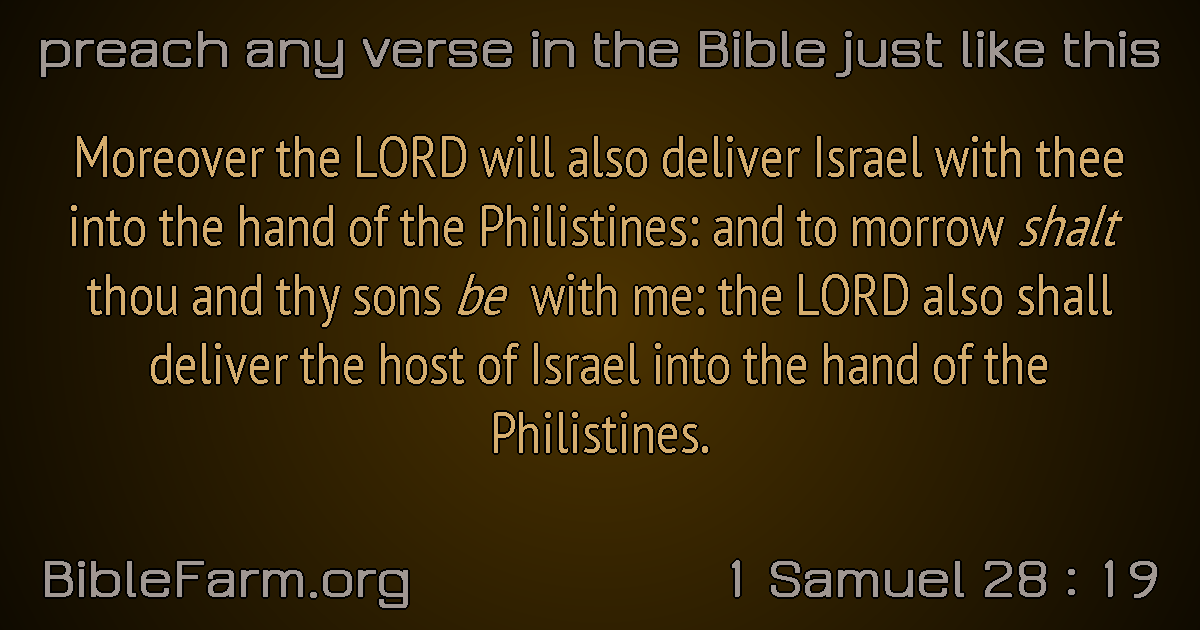 preach any verse in the Bible just like this
Moreover the LORD will also deliver Israel with thee
into the hand of the Philistines: and to morrow shalt
thou and thy sons be with me: the LORD also shall
deliver the host of Israel into the hand of the
Philistines.
BibleFarm.org
1 Samuel 28 : 19